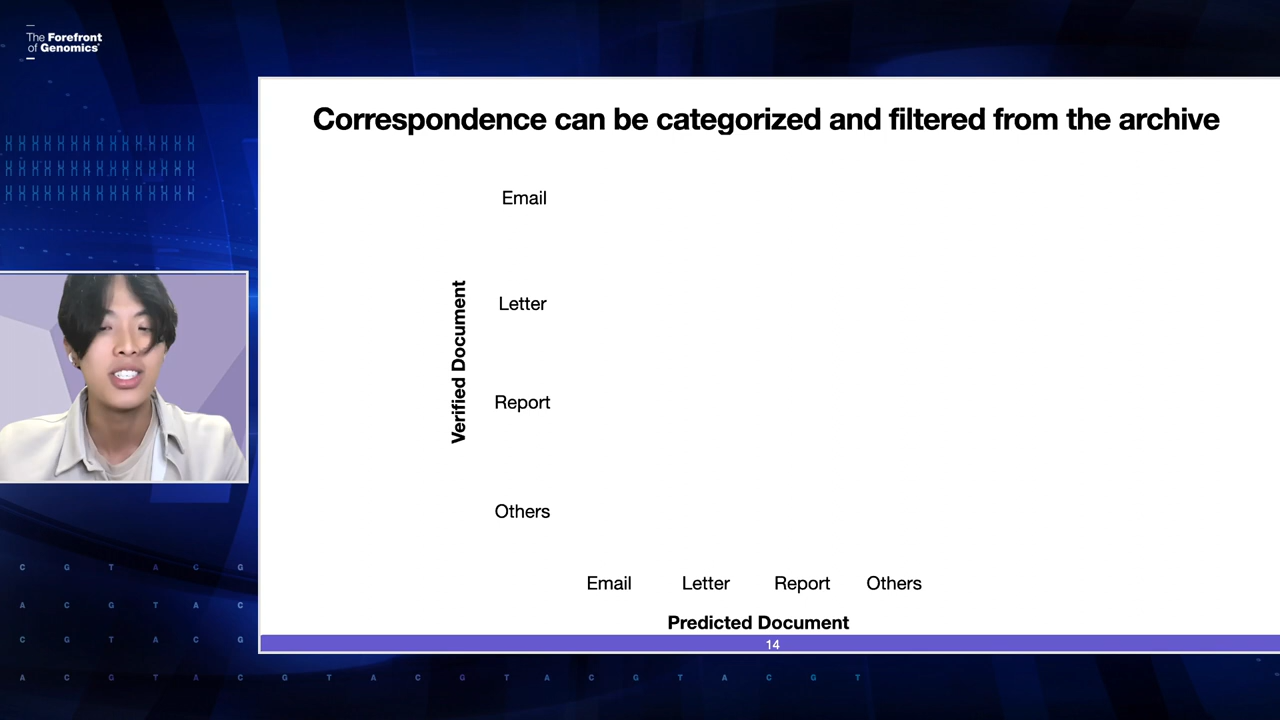 The Forefront
of Genomics®
Correspondence can be categorized and filtered from the archive
Verified Document
Email
Letter
Report
Others
Email Letter Report Others
Predicted Document
14
C G T A C G
A C G T A C
C G T A C G
A C G T A C G T A C G T A C G T A C G T